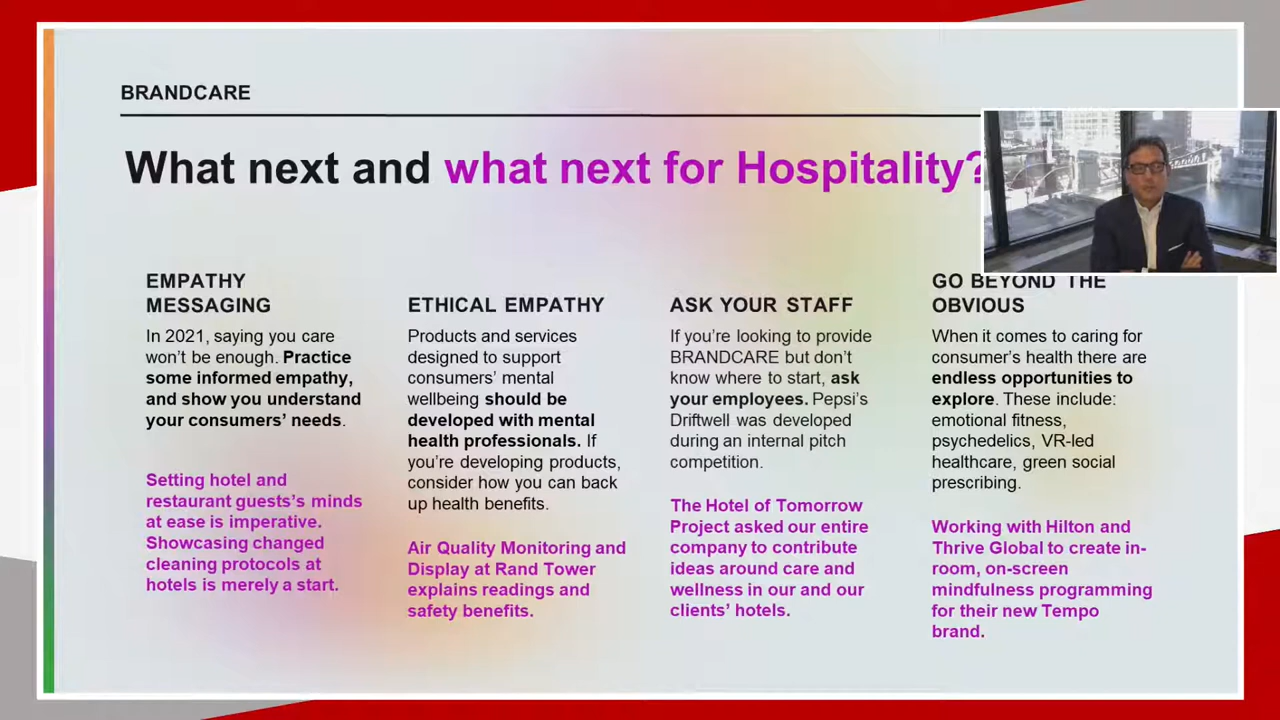 BRANDCARE
What next and what next for Hospitality?
EMPATHY
MESSAGING
In 2021, saying you care
won't be enough. Practice
some informed empathy,
and show you understand
your consumers' needs.
Setting hotel and
restaurant guests's minds
at ease is imperative.
Showcasing changed
cleaning protocols at
hotels is merely a start.
ETHICAL EMPATHY
Products and services
designed to support
consumers' mental
wellbeing should be
developed with mental
health professionals. If
you're developing products,
consider how you can back
up health benefits.
Air Quality Monitoring and
Display at Rand Tower
explains readings and
safety benefits.
ASK YOUR STAFF
If you're looking to provide
BRANDCARE but don't
know where to start, ask
your employees. Pepsi's
Driftwell was developed
during an internal pitch
competition.
The Hotel of Tomorrow
Project asked our entire
company to contribute
ideas around care and
wellness in our and our
clients' hotels.
GO BEYOND THE
OBVIOUS
When it comes to caring for
consumer's health there are
endless opportunities to
explore. These include:
emotional fitness,
psychedelics, VR-led
healthcare, green social
prescribing.
Working with Hilton and
Thrive Global to create in-
room, on-screen
mindfulness programming
for their new Tempo
brand.